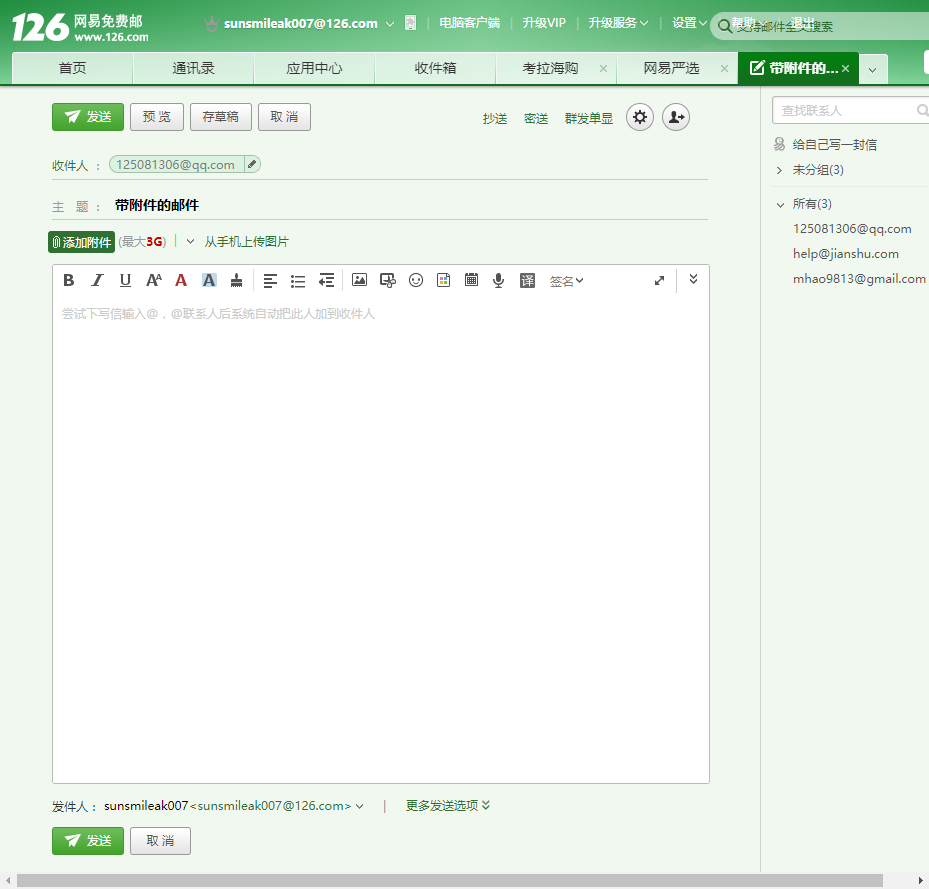 126 网易免费邮
www.126.com
sunsmileak007@126.com
电脑客户端 升级VIP 升级服务 设置 帮助 退出
支持邮件全文搜索
首页 通讯录 应用中心 收件箱 考拉海购 网易严选 带附件的...
发送 预览 存草稿 取消
抄送 密送 群发单显
收件人 : 125081306@qq.com
主 题 : 带附件的邮件
添加附件 (最大3G) 从手机上传图片
B I U AA A A 译 签名
尝试下写信输入@，@联系人后系统自动把此人加到收件人
发件人： sunsmileak007<sunsmileak007@126.com> | 更多发送选项
发送 取消
查找联系人
给自己写一封信
未分组(3)
所有(3)
125081306@qq.com
help@jianshu.com
mhao9813@gmail.com